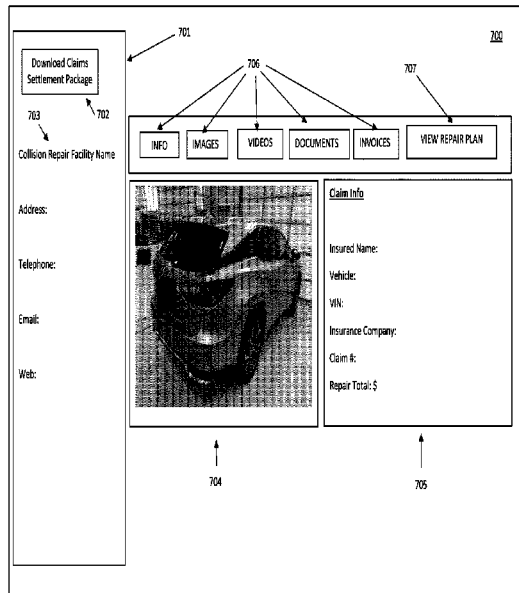 700
701
Download Claims
Settlement Package
702
703
Collision Repair Facility Name
Address:
Telephone:
Email:
Web:
706
707
INFO
IMAGES
VIDEOS
DOCUMENTS
INVOICES
VIEW REPAIR PLAN
704
Claim Info
Insured Name:
Vehicle:
VIN:
Insurance Company:
Claim #:
Repair Total: $
705